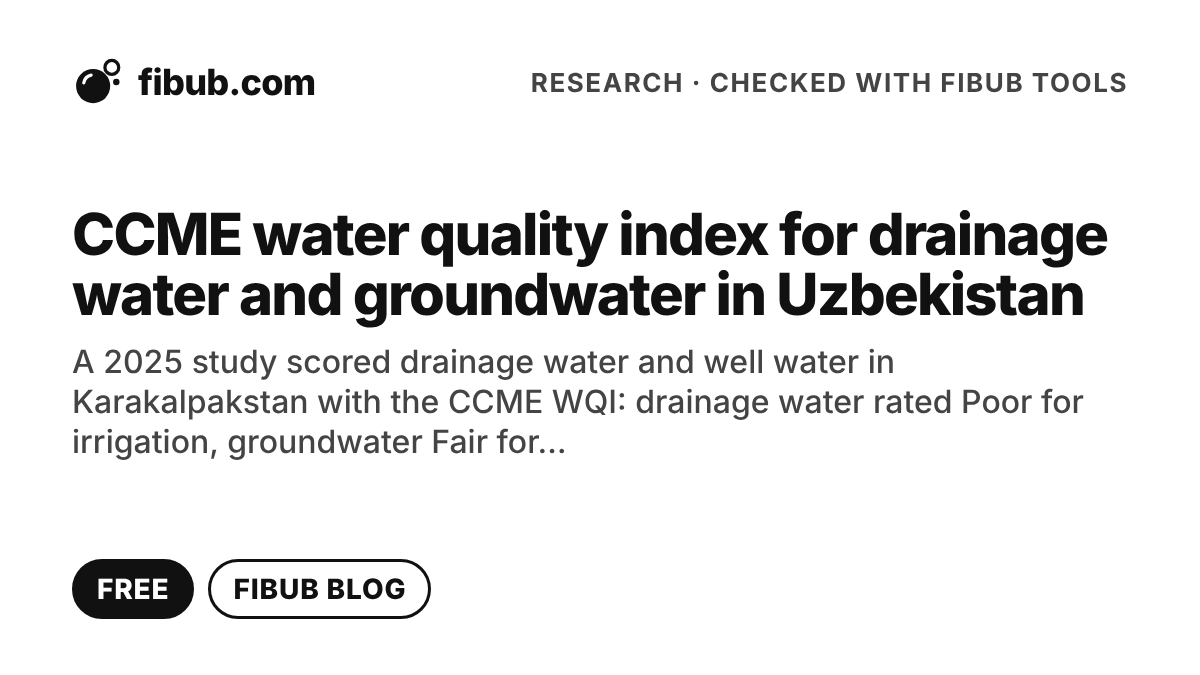 fibub.com
RESEARCH · CHECKED WITH FIBUB TOOLS
CCME water quality index for drainage
water and groundwater in Uzbekistan
A 2025 study scored drainage water and well water in
Karakalpakstan with the CCME WQI: drainage water rated Poor for
irrigation, groundwater Fair for...
FREE
FIBUB BLOG